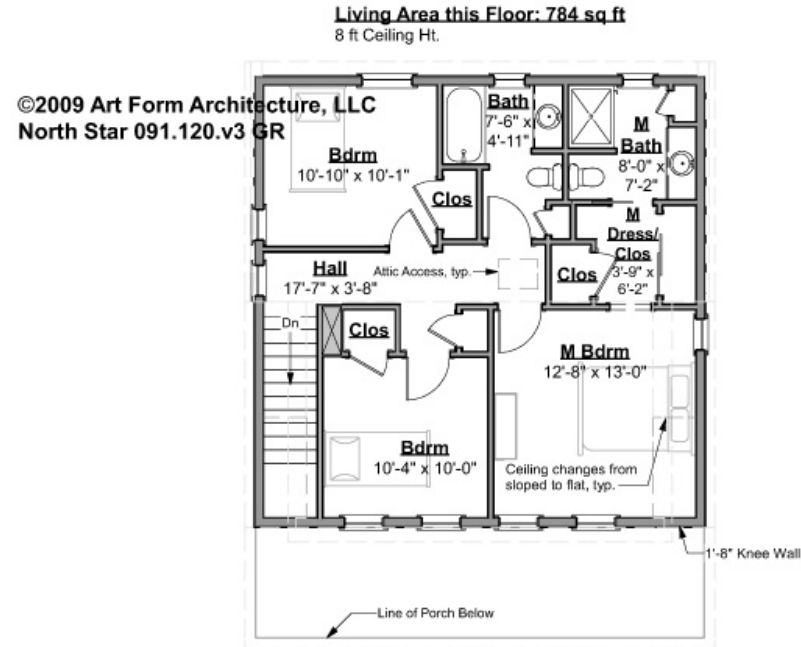 Living Area this Floor: 784 sq ft
8 ft Ceiling Ht.
©2009 Art Form Architecture, LLC
North Star 091.120.v3 GR
Bdrm
10'-10" x 10'-1"
Bath
7'-6" x
4'-11"
M
Bath
8'-0" x
7'-2"
Clos
M
Dress/
Clos
3'-9" x
6'-2"
Hall
17'-7" x 3'-8"
Attic Access, typ.
Clos
Dn
Clos
M Bdrm
12'-8" x 13'-0"
Bdrm
10'-4" x 10'-0"
Ceiling changes from
sloped to flat, typ.
1'-8" Knee Wall
Line of Porch Below